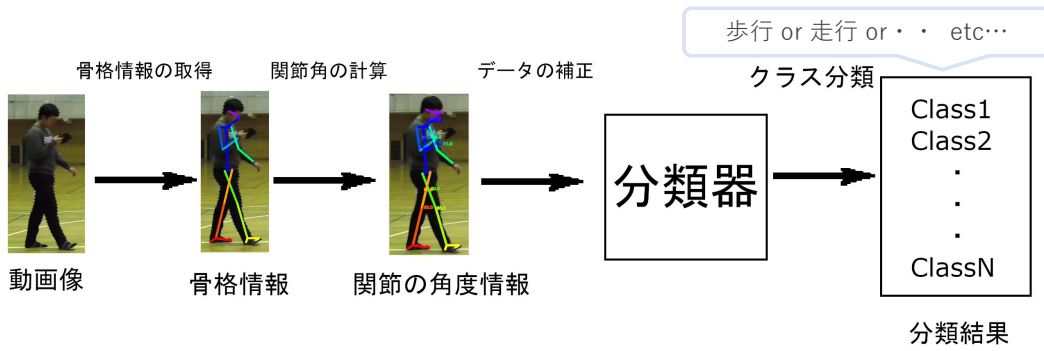 歩行 or 走行 or・・ etc…
骨格情報の取得
関節角の計算
データの補正
クラス分類
Class1
Class2
・
・
・
ClassN
分類器
動画像
骨格情報
関節の角度情報
分類結果